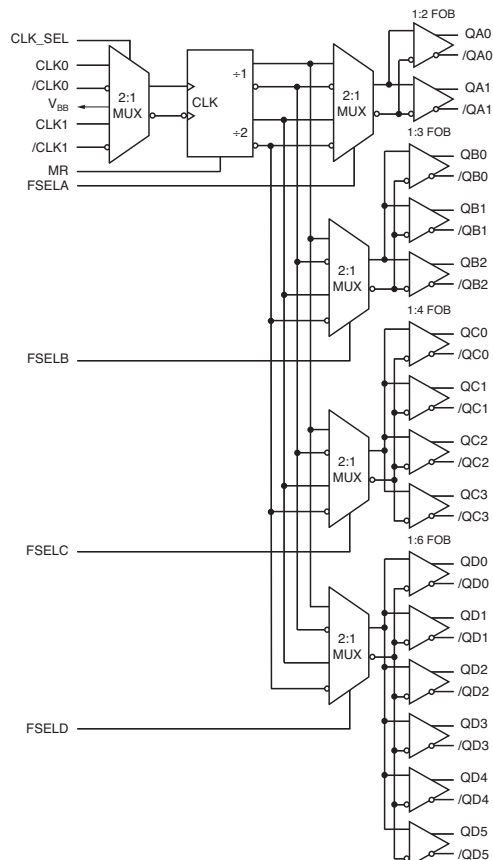 1:2 FOB
QA0
/QA0
QA1
/QA1
CLK_SEL
CLK0
/CLK0
VBB
CLK1
/CLK1
2:1
MUX
CLK
÷1
÷2
2:1
MUX
MR
FSELA
1:3 FOB
QB0
/QB0
QB1
/QB1
QB2
/QB2
2:1
MUX
FSELB
1:4 FOB
QC0
/QC0
QC1
/QC1
QC2
/QC2
QC3
/QC3
2:1
MUX
FSELC
1:6 FOB
QD0
/QD0
QD1
/QD1
QD2
/QD2
QD3
/QD3
QD4
/QD4
QD5
/QD5
2:1
MUX
FSELD